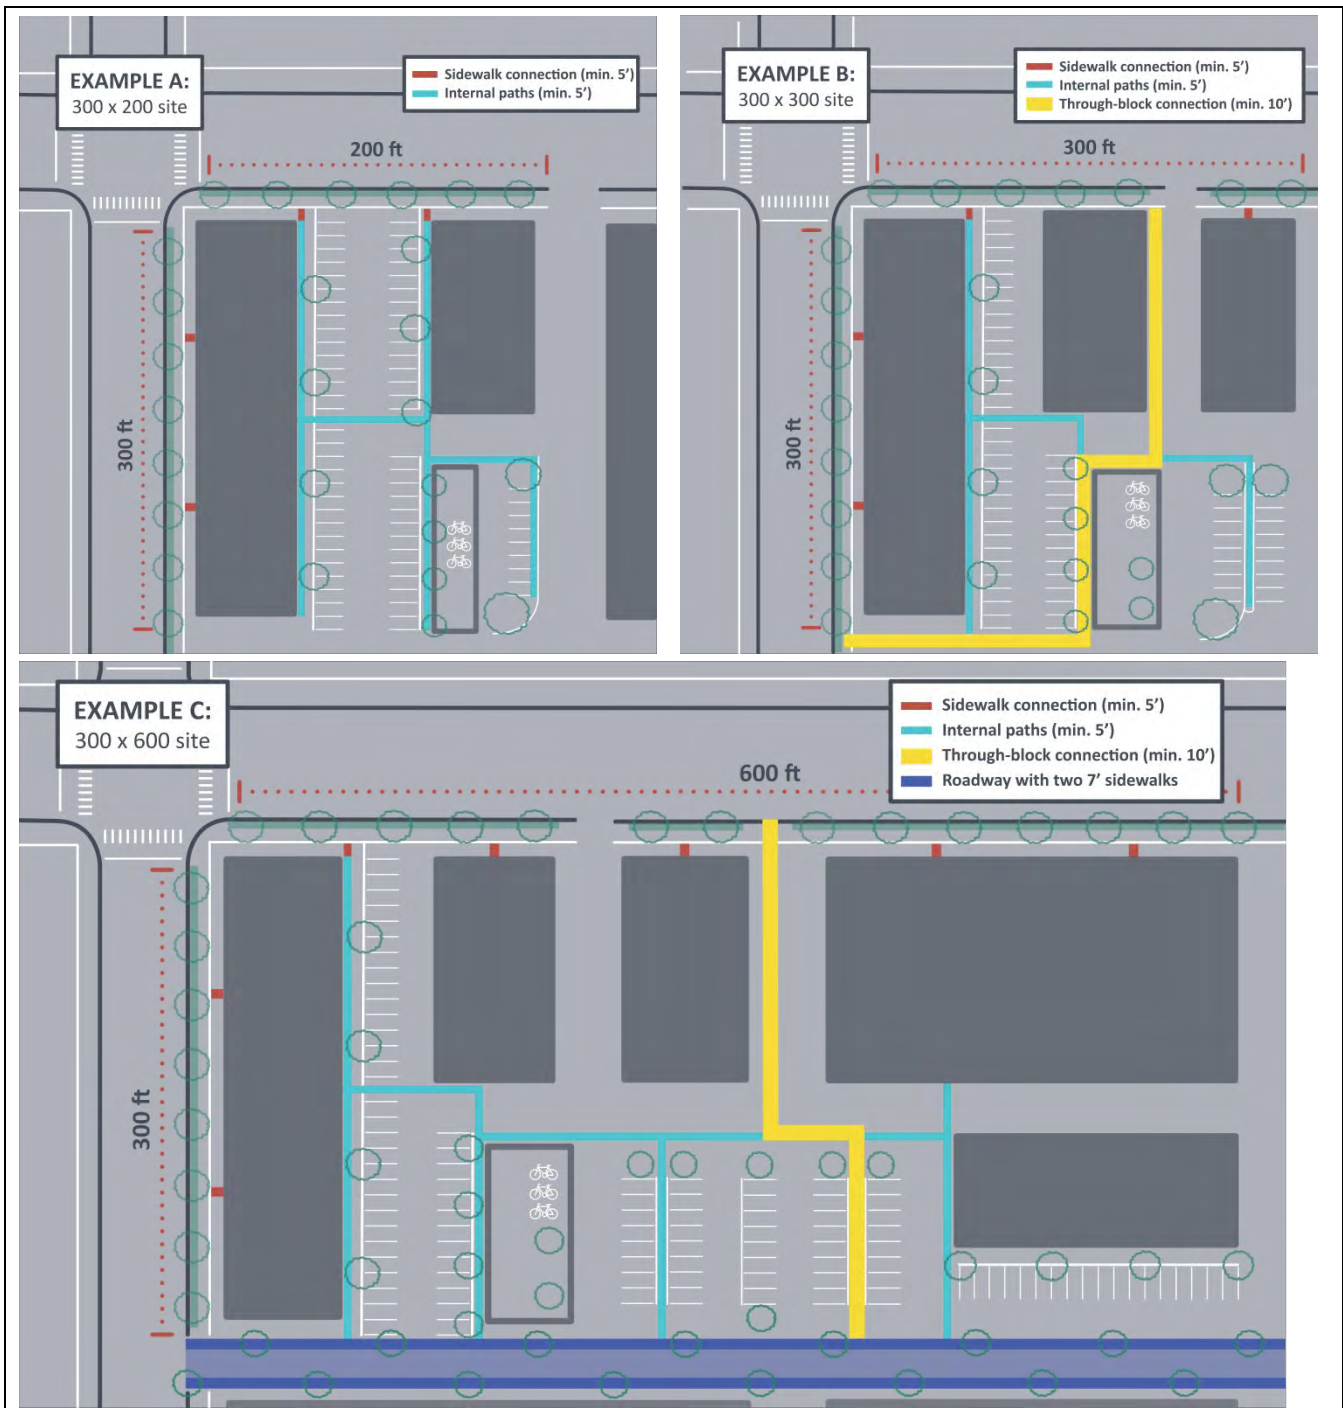 EXAMPLE A:
300 x 200 site
Sidewalk connection (min. 5')
Internal paths (min. 5')
200 ft
300 ft
EXAMPLE B:
300 x 300 site
Sidewalk connection (min. 5')
Internal paths (min. 5')
Through-block connection (min. 10')
300 ft
300 ft
EXAMPLE C:
300 x 600 site
Sidewalk connection (min. 5')
Internal paths (min. 5')
Through-block connection (min. 10')
Roadway with two 7' sidewalks
600 ft
300 ft